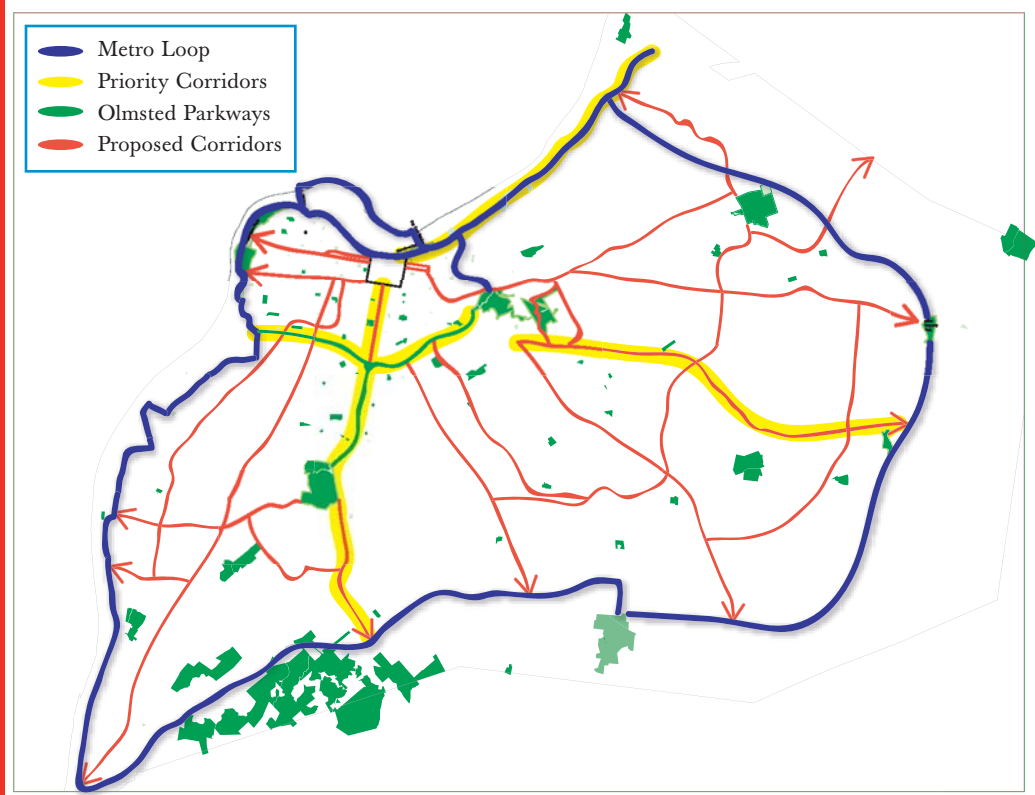 Metro Loop
Priority Corridors
Olmsted Parkways
Proposed Corridors